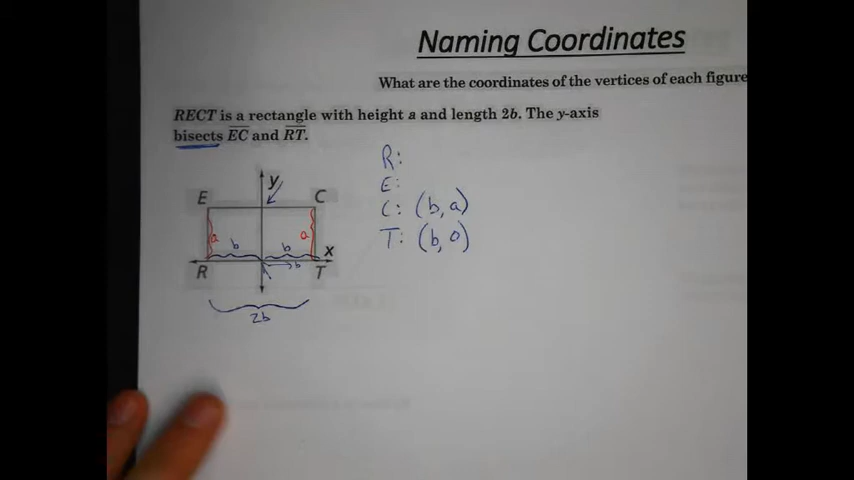 Naming Coordinates
What are the coordinates of the vertices of each figure
RECT is a rectangle with height a and length 2b. The y-axis
bisects EC and RT.
R:
E:
C: (b, a)
T: (b, 0)
y
E
C
a
b
b
a
x
R
b
T
2b